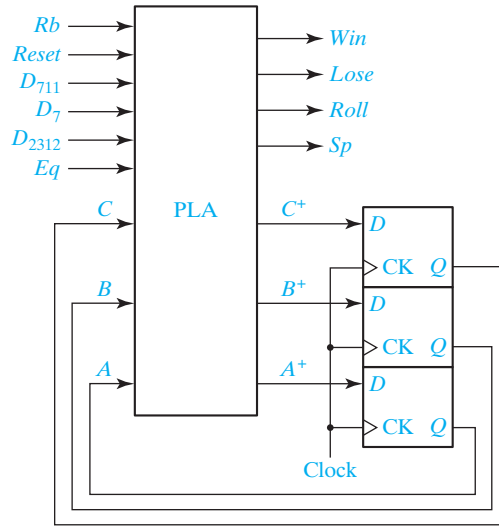 Rb
Reset
D₇₁₁
D₇
D₂₃₁₂
Eq
C
B
A
PLA
Win
Lose
Roll
Sp
C⁺
B⁺
A⁺
D
CK Q
D
CK Q
D
CK Q
Clock